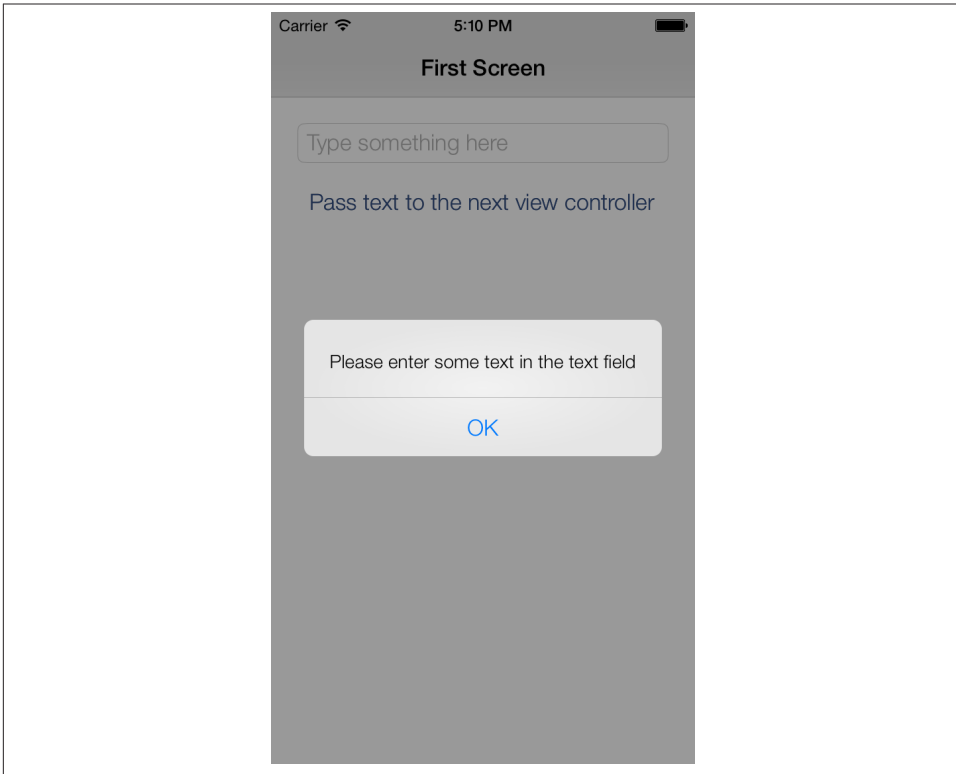 Carrier 5:10 PM
First Screen
Type something here
Pass text to the next view controller
Please enter some text in the text field
OK